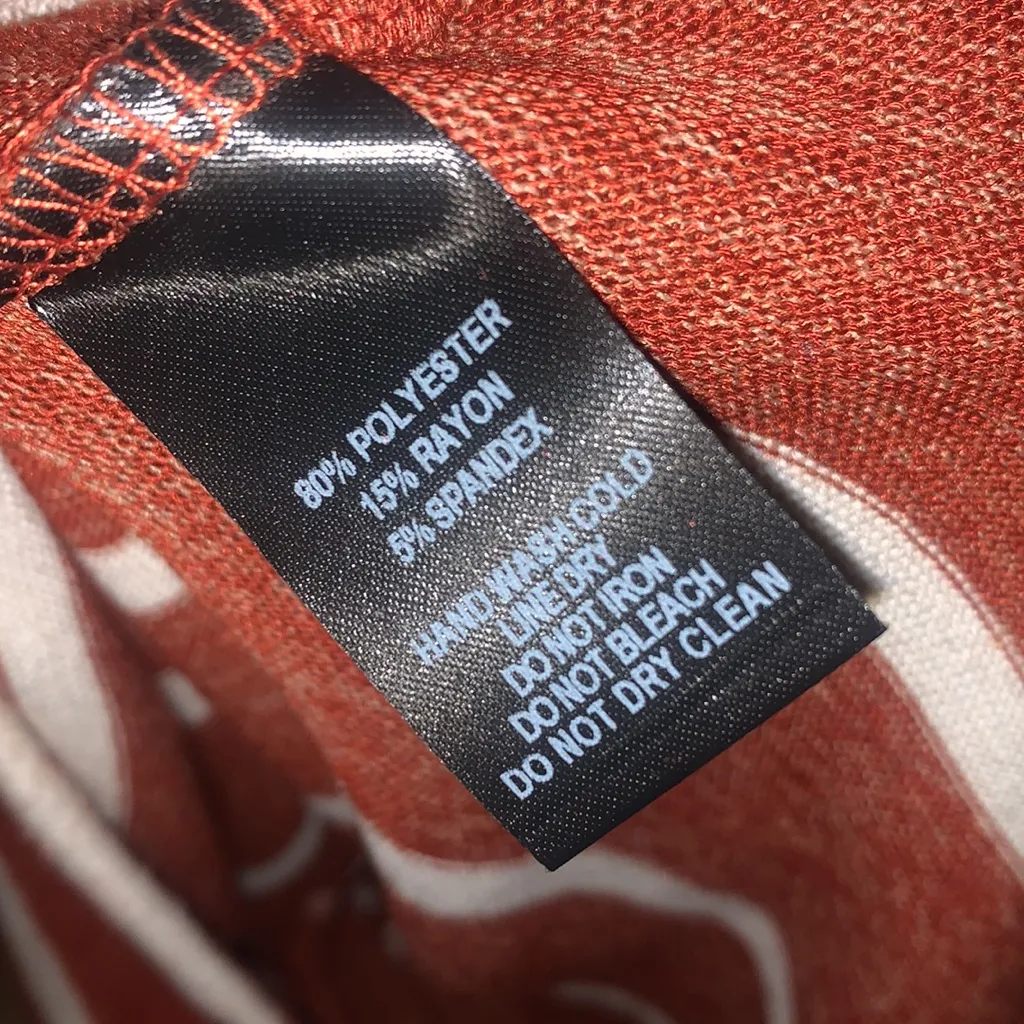 80% POLYESTER
15% RAYON
5% SPANDEX
HAND WASH COLD
LINE DRY
DO NOT IRON
DO NOT BLEACH
DO NOT DRY CLEAN